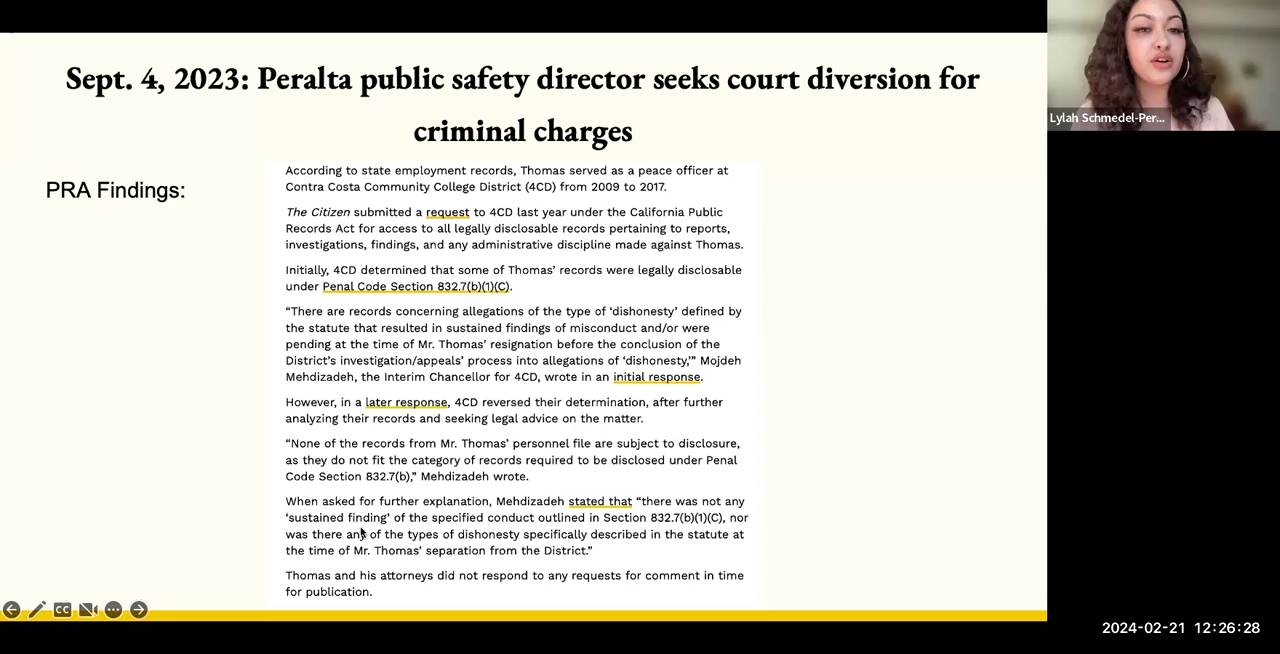 Sept. 4, 2023: Peralta public safety director seeks court diversion for
criminal charges
PRA Findings:
According to state employment records, Thomas served as a peace officer at
Contra Costa Community College District (4CD) from 2009 to 2017.
The Citizen submitted a request to 4CD last year under the California Public
Records Act for access to all legally disclosable records pertaining to reports,
investigations, findings, and any administrative discipline made against Thomas.
Initially, 4CD determined that some of Thomas’ records were legally disclosable
under Penal Code Section 832.7(b)(1)(C).
“There are records concerning allegations of the type of ‘dishonesty’ defined by
the statute that resulted in sustained findings of misconduct and/or were
pending at the time of Mr. Thomas’ resignation before the conclusion of the
District’s investigation/appeals’ process into allegations of ‘dishonesty,’” Mojdeh
Mehdizadeh, the Interim Chancellor for 4CD, wrote in an initial response.
However, in a later response, 4CD reversed their determination, after further
analyzing their records and seeking legal advice on the matter.
“None of the records from Mr. Thomas’ personnel file are subject to disclosure,
as they do not fit the category of records required to be disclosed under Penal
Code Section 832.7(b),” Mehdizadeh wrote.
When asked for further explanation, Mehdizadeh stated that “there was not any
‘sustained finding’ of the specified conduct outlined in Section 832.7(b)(1)(C), nor
was there any of the types of dishonesty specifically described in the statute at
the time of Mr. Thomas’ separation from the District.”
Thomas and his attorneys did not respond to any requests for comment in time
for publication.
Lylah Schmedel-Per...
CC
2024-02-21 12:26:28